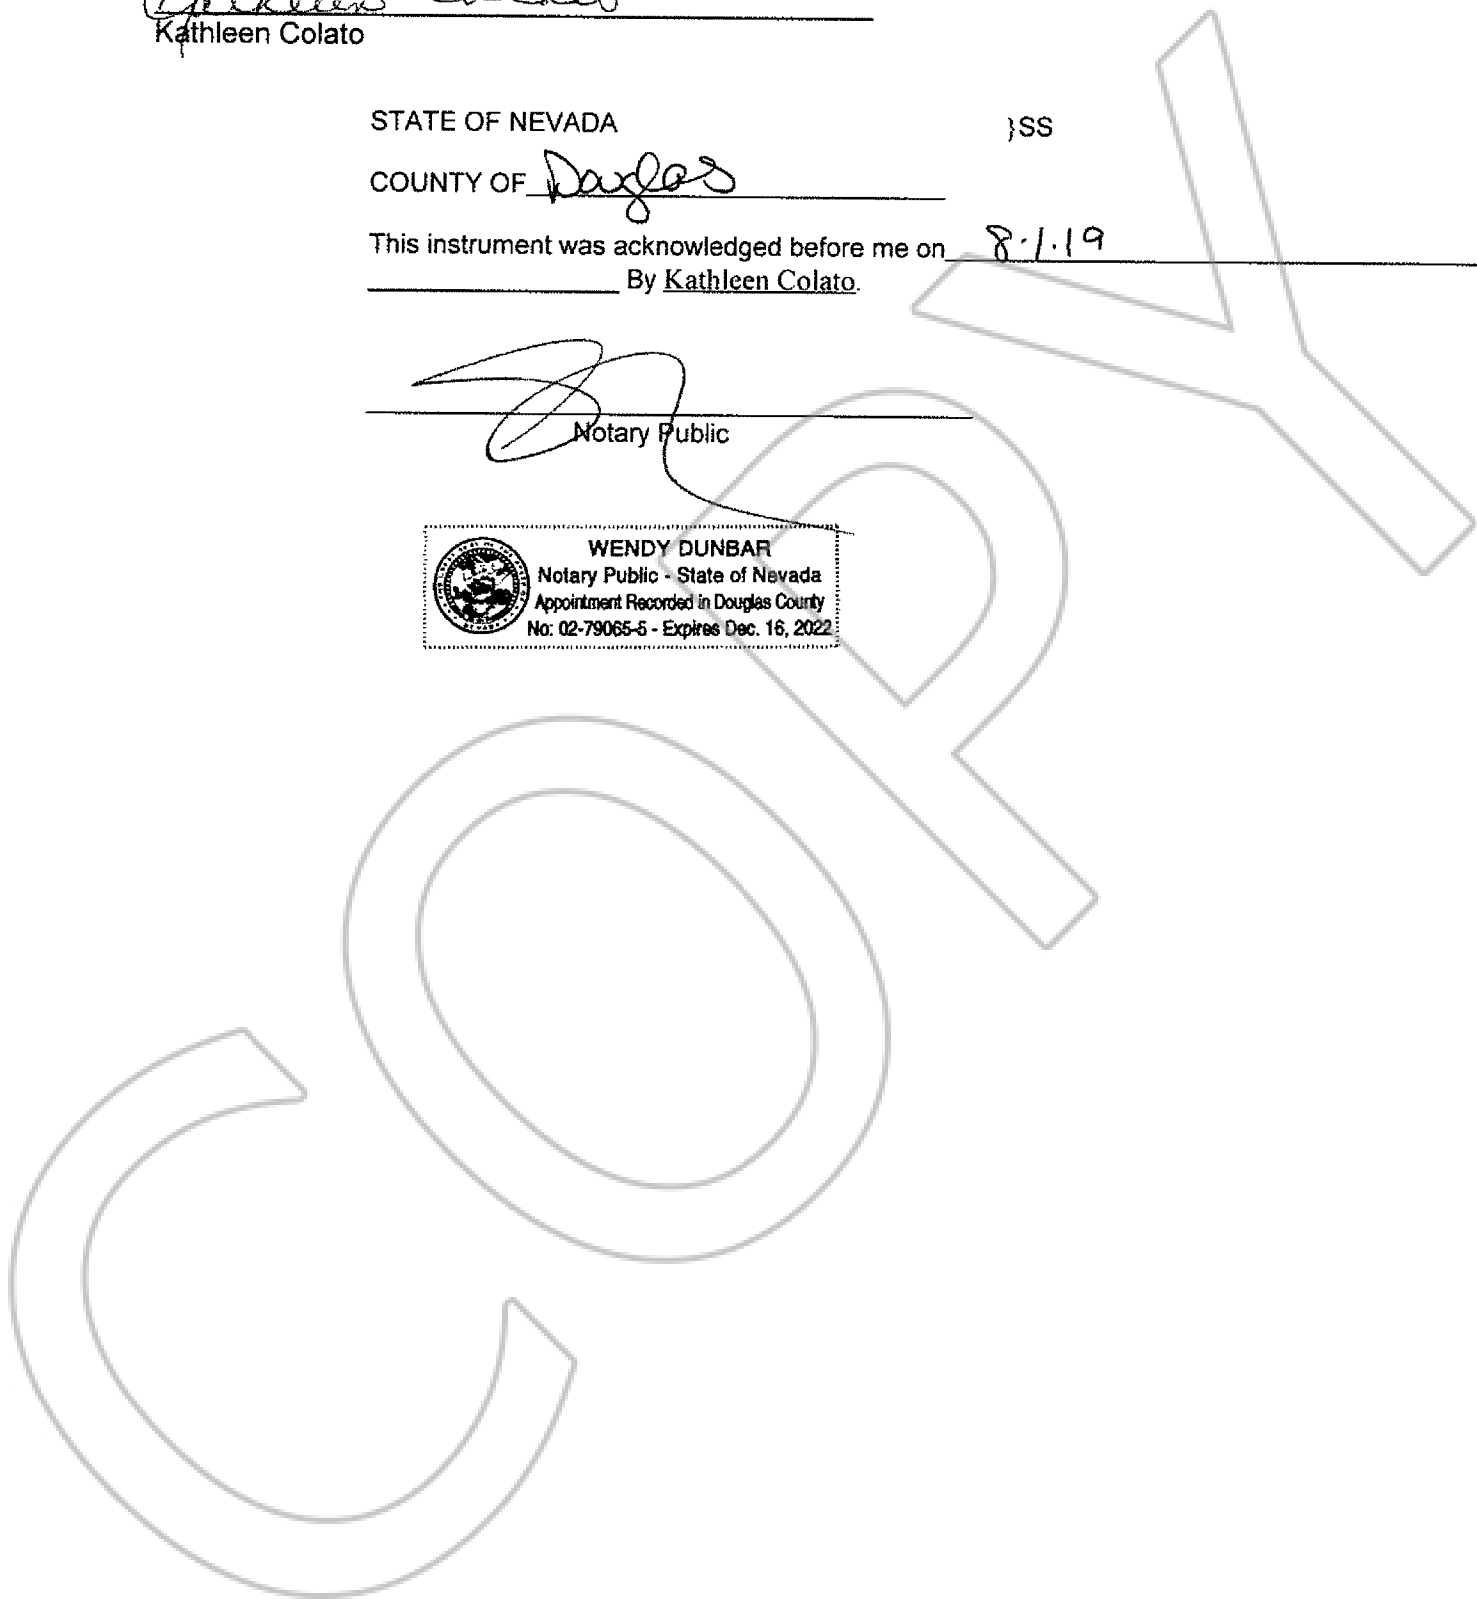 Kathleen Colato
STATE OF NEVADA }SS
COUNTY OF Douglas
This instrument was acknowledged before me on 8.1.19
By Kathleen Colato.
Notary Public
WENDY DUNBAR
Notary Public - State of Nevada
Appointment Recorded in Douglas County
No: 02-79065-5 - Expires Dec. 16, 2022
COPY